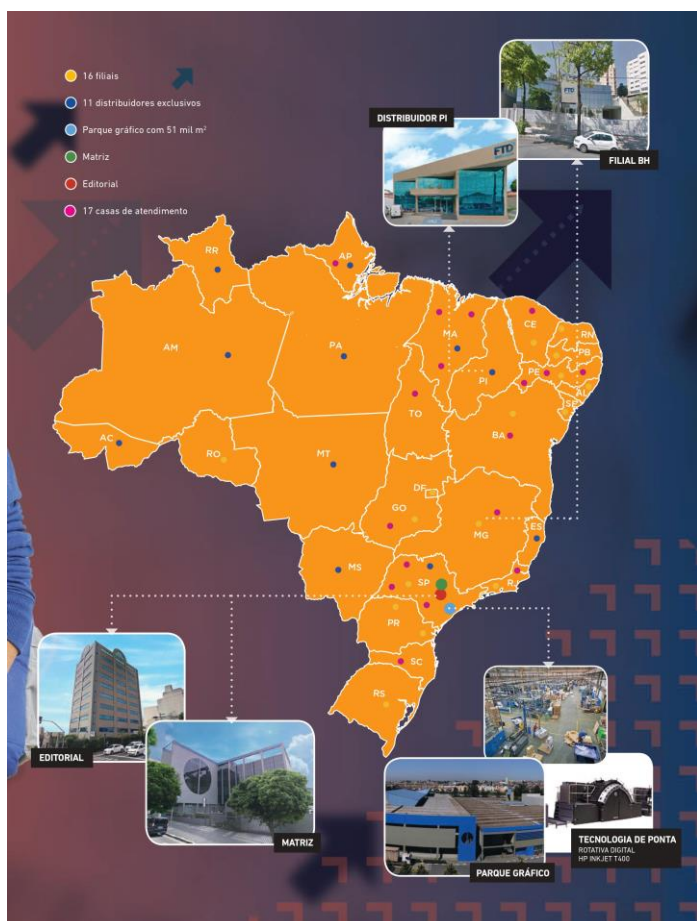 16 filiais
11 distribuidores exclusivos
Parque gráfico com 51 mil m²
Matriz
Editorial
17 casas de atendimento
DISTRIBUIDOR PI
FTD
FTD
FILIAL BH
RR
AP
AM
PA
MA
CE
RN
PB
PE
PI
AL
SE
TO
AC
RO
MT
BA
DF
GO
MG
ES
MS
SP
RJ
PR
SC
RS
EDITORIAL
MATRIZ
PARQUE GRÁFICO
TECNOLOGIA DE PONTA
ROTATIVA DIGITAL
HP INKJET T400